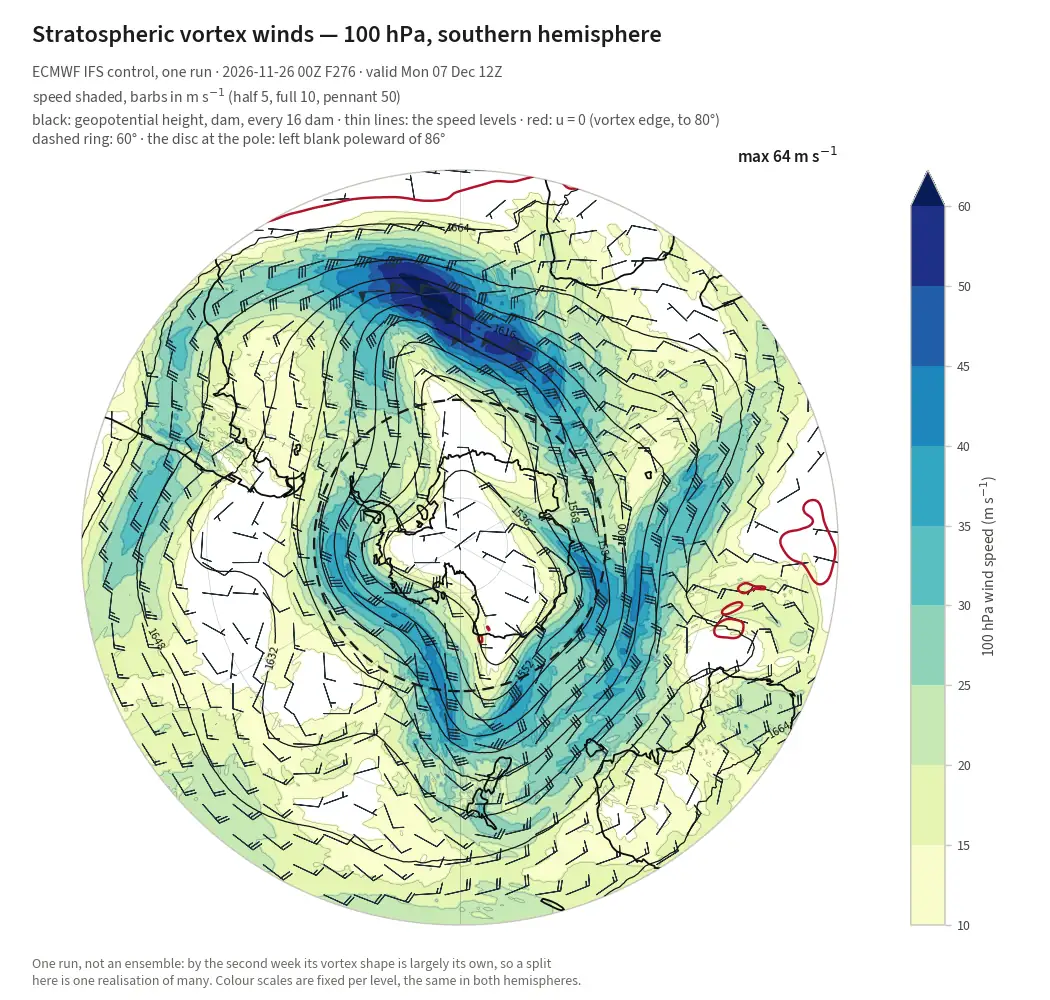 Stratospheric vortex winds — 100 hPa, southern hemisphere
ECMWF IFS control, one run · 2026-11-26 00Z F276 · valid Mon 07 Dec 12Z
speed shaded, barbs in m s⁻¹ (half 5, full 10, pennant 50)
black: geopotential height, dam, every 16 dam · thin lines: the speed levels · red: u = 0 (vortex edge, to 80°)
dashed ring: 60° · the disc at the pole: left blank poleward of 86°
max 64 m s⁻¹
1664
1616
1536
1568
1600
1584
1552
1632
1648
1664
60
50
45
40
35
30
25
20
15
10
100 hPa wind speed (m s⁻¹)
One run, not an ensemble: by the second week its vortex shape is largely its own, so a split
here is one realisation of many. Colour scales are fixed per level, the same in both hemispheres.